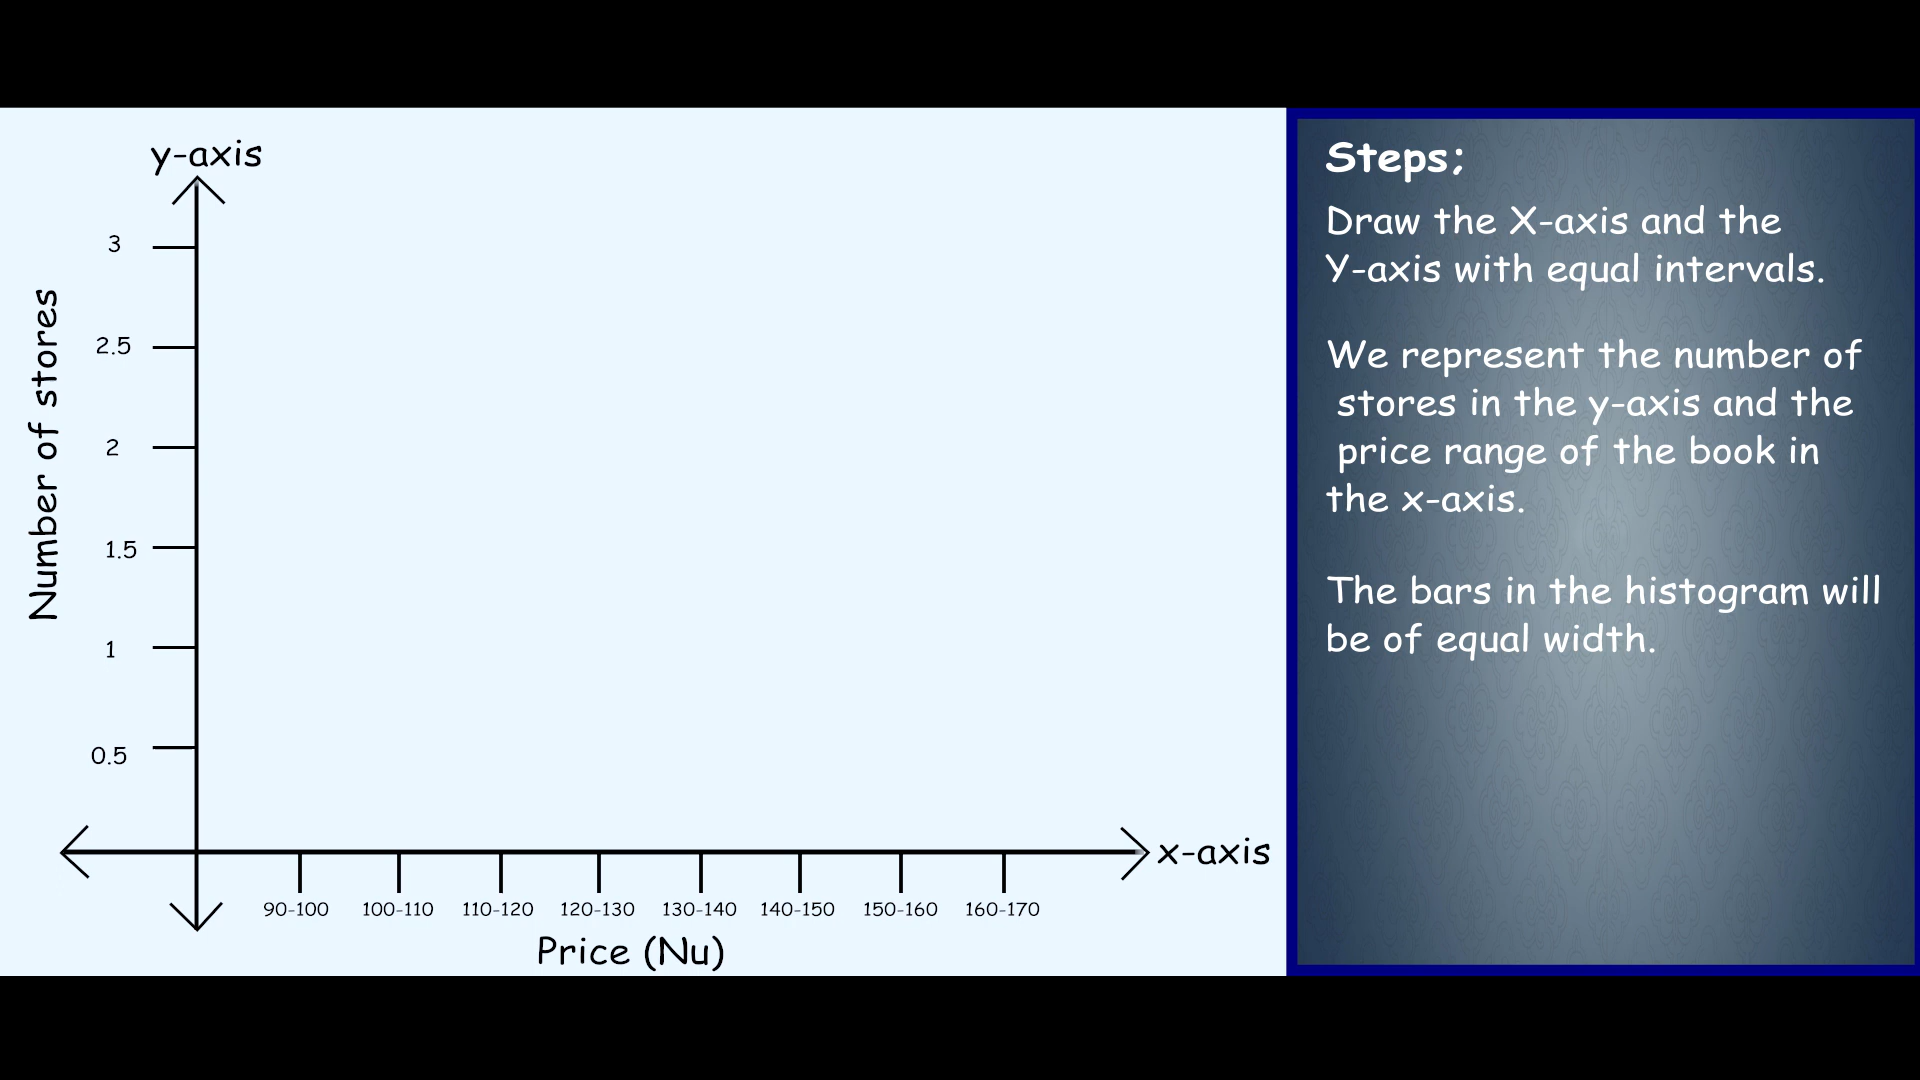 y-axis
3
2.5
2
1.5
1
0.5
Number of stores
x-axis
90-100 100-110 110-120 120-130 130-140 140-150 150-160 160-170
Price (Nu)
Steps;
Draw the X-axis and the
Y-axis with equal intervals.
We represent the number of
stores in the y-axis and the
price range of the book in
the x-axis.
The bars in the histogram will
be of equal width.